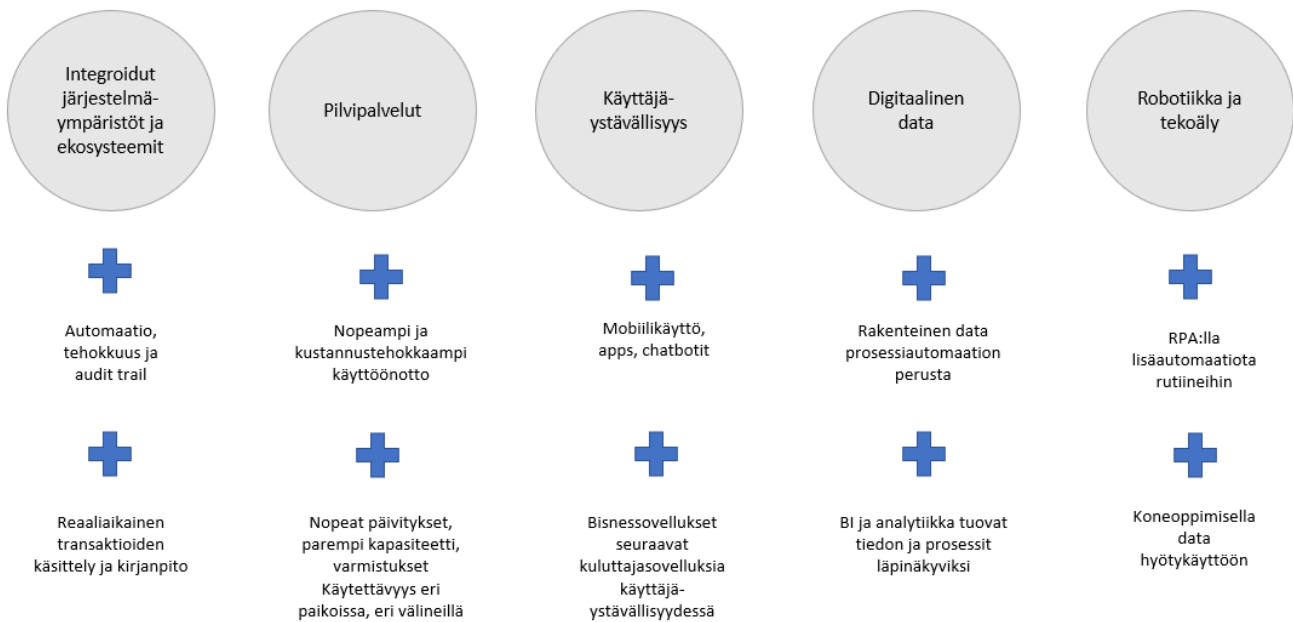 Integroidut
järjestelmä-
ympäristöt ja
ekosysteemit
Pilvipalvelut
Käyttäjä-
ystävällisyys
Digitaalinen
data
Robotiikka ja
tekoäly
Automaatio,
tehokkuus ja
audit trail
Nopeampi ja
kustannustehokkaampi
käyttöönotto
Mobiilikäyttö,
apps, chatbotit
Rakenteinen data
prosessiautomaation
perusta
RPA:lla
lisäautomaatiota
rutiineihin
Reaaliaikainen
transaktioiden
käsittely ja kirjanpito
Nopeat päivitykset,
parempi kapasiteetti,
varmistukset
Käytettävyys eri
paikoissa, eri välineillä
Bisnessovellukset
seuraavat
kuluttajasovelluksia
käyttäjä-
ystävällisyydessä
BI ja analytiikka tuovat
tiedon ja prosessit
läpinäkyviksi
Koneoppimisella
data
hyötykäyttöön